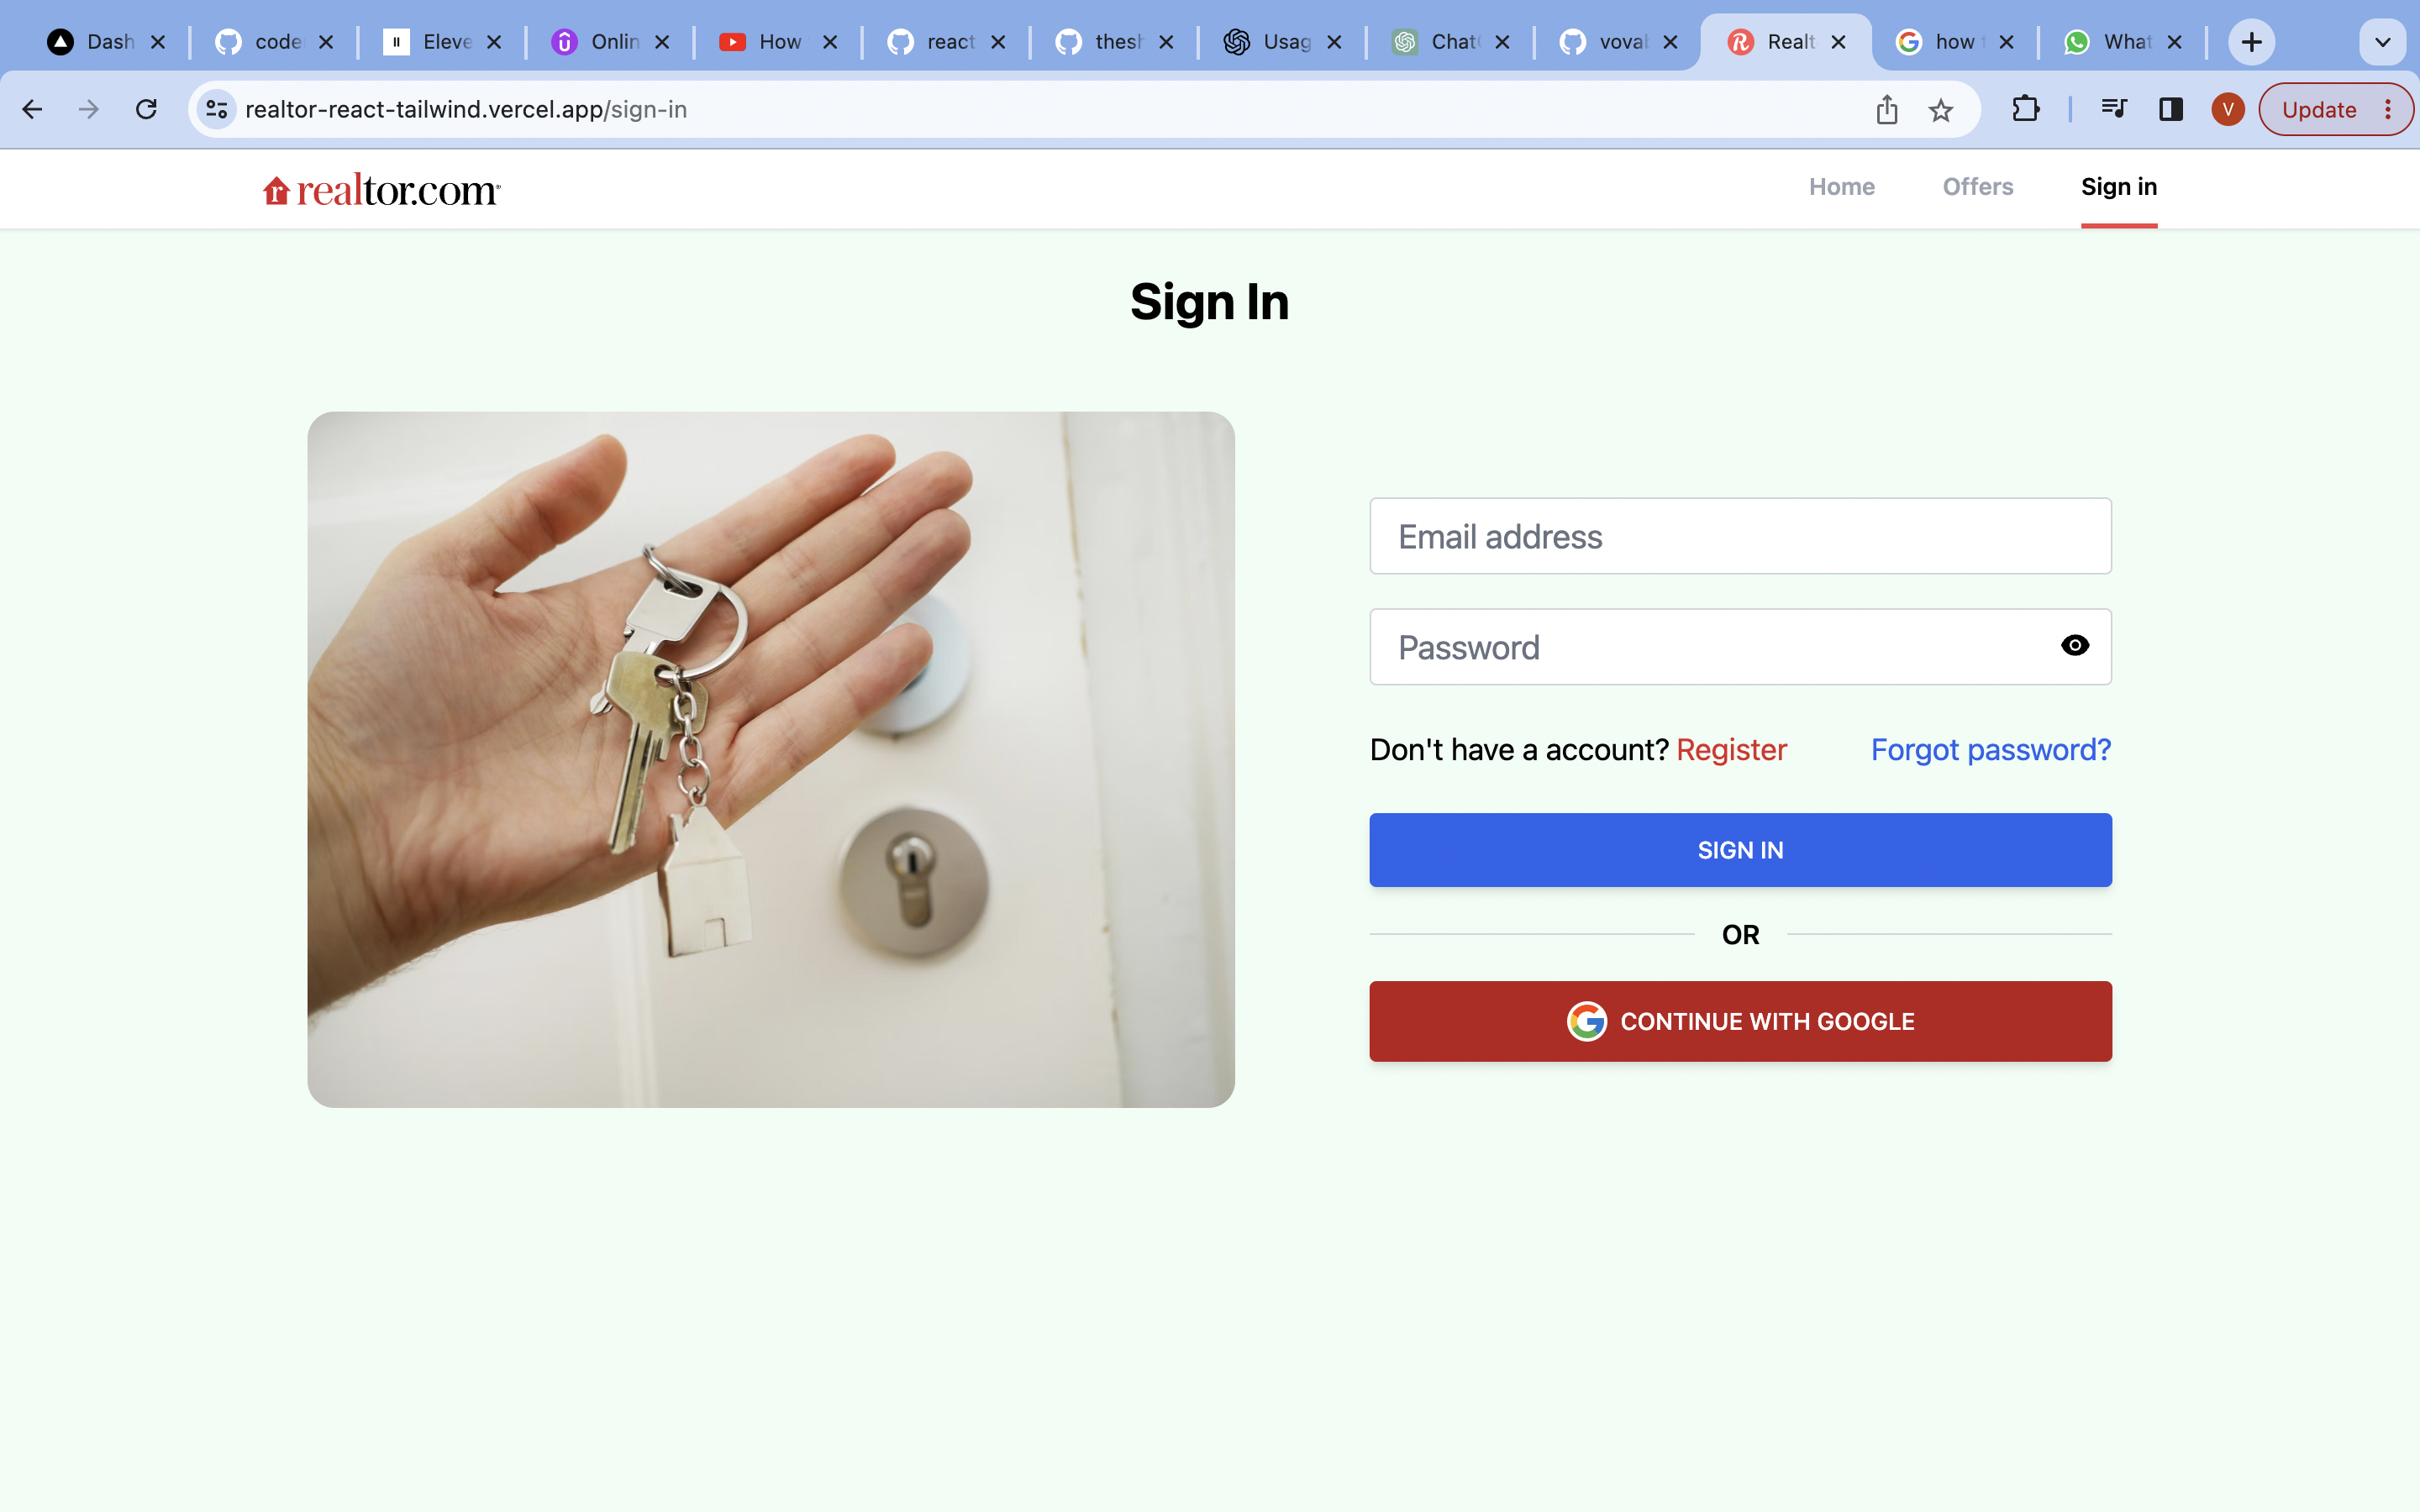 Dash
code
Eleve
Onlin
How
react
thesh
Usag
Chat
voval
Realt
how
What
realtor-react-tailwind.vercel.app/sign-in
V
Update
realtor.com
Home
Offers
Sign in
Sign In
Email address
Password
Don't have a account? Register
Forgot password?
SIGN IN
OR
CONTINUE WITH GOOGLE